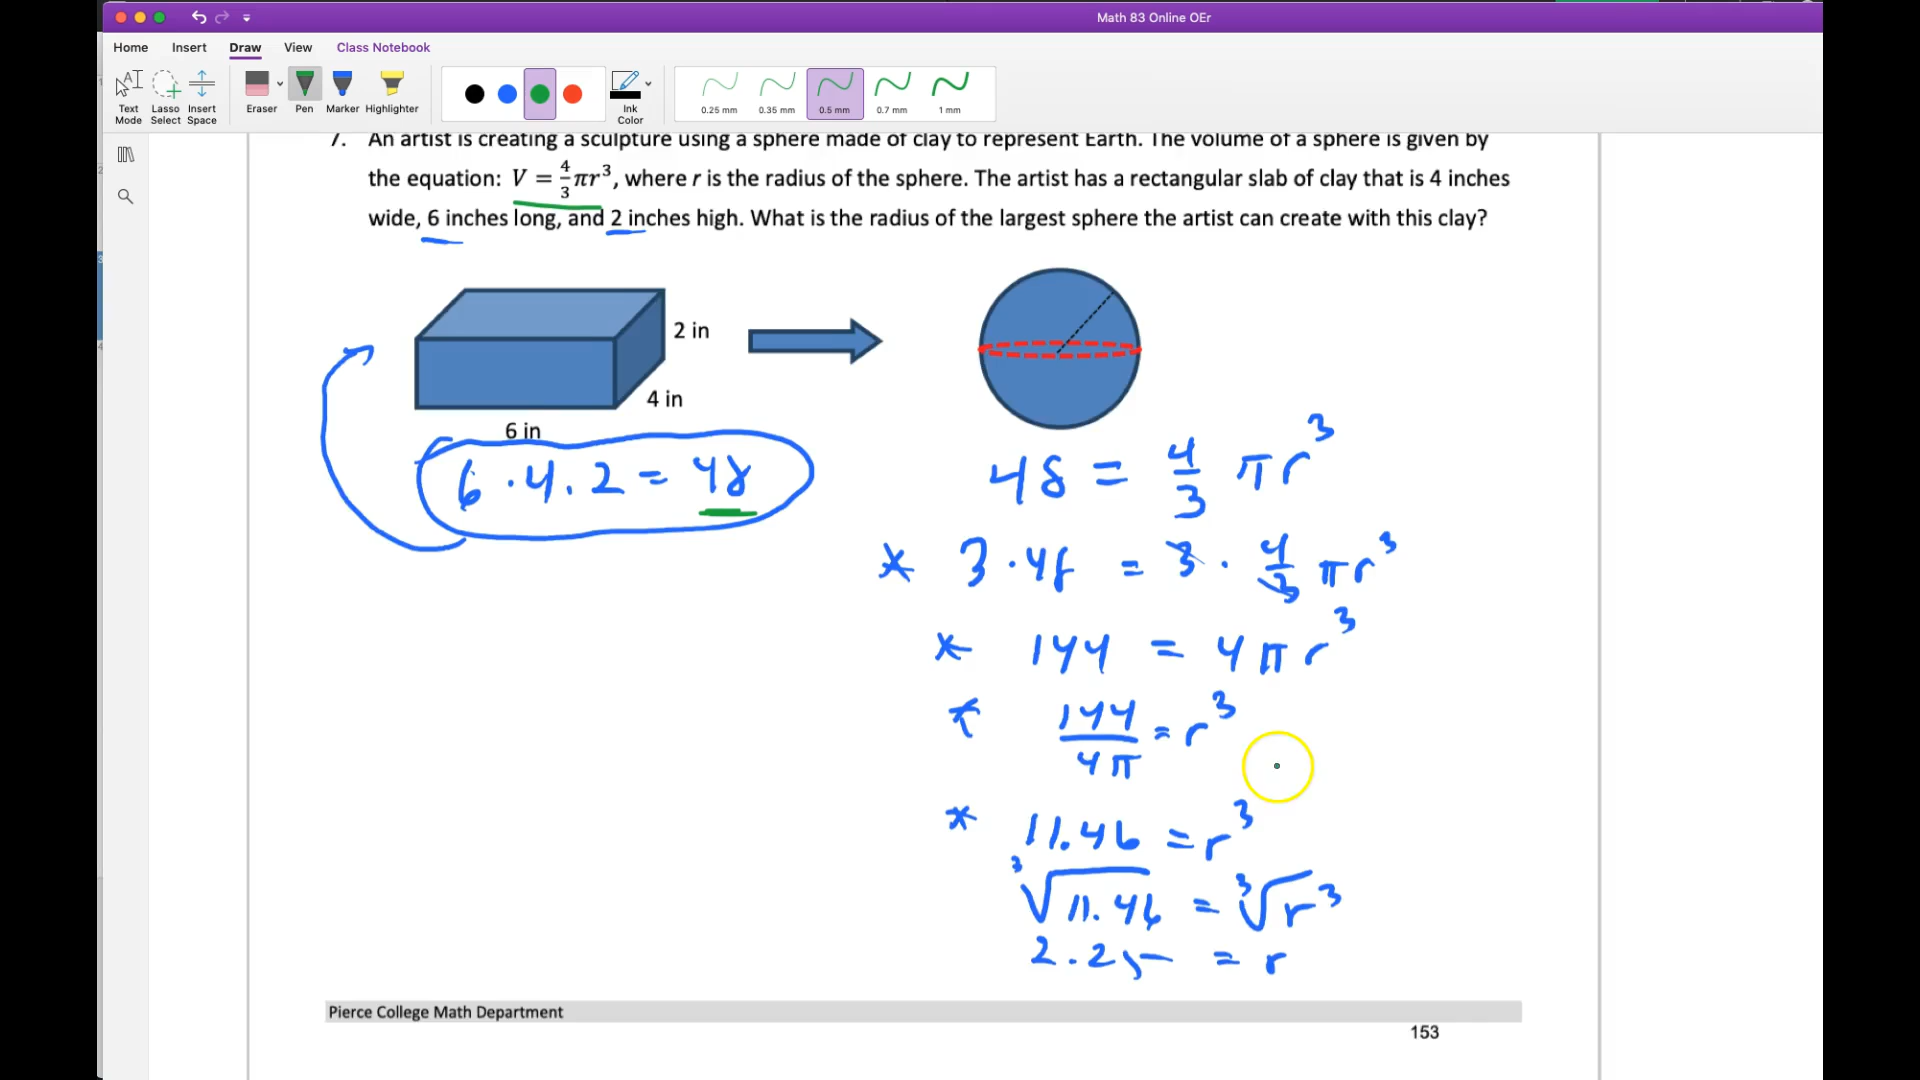 Math 83 Online OEr
Home Insert Draw View Class Notebook
Text Mode Lasso Select Insert Space Eraser Pen Marker Highlighter Ink Color 0.25 mm 0.35 mm 0.5 mm 0.7 mm 1 mm
7. An artist is creating a sculpture using a sphere made of clay to represent Earth. The volume of a sphere is given by
the equation: V = 4/3 πr³, where r is the radius of the sphere. The artist has a rectangular slab of clay that is 4 inches
wide, 6 inches long, and 2 inches high. What is the radius of the largest sphere the artist can create with this clay?
2 in
4 in
6 in
6 · 4 . 2 = 48
48 = 4/3 π r³
* 3 · 48 = 3 · 4/3 π r³
* 144 = 4 π r³
* 144/4π = r³
* 11.46 = r³
³√11.46 = ³√r³
2.25 = r
Pierce College Math Department
153